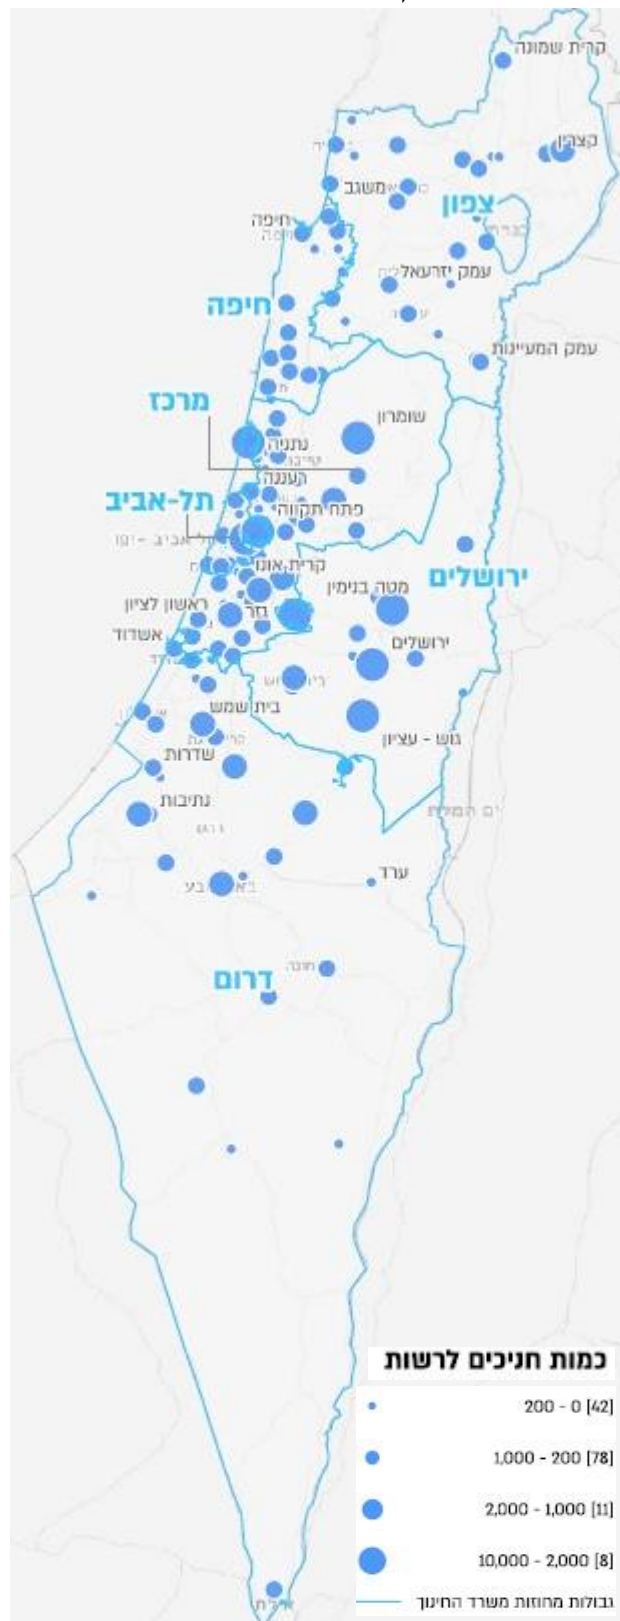 קרית שמונה
קצרין
משגב
צפון
חיפה
עמק יזרעאל
חיפה
עמק המעיינות
מרכז
שומרון
נתניה
רעננה
תל-אביב
פתח תקווה
קרית אונו
ירושלים
מטה בנימין
ראשון לציון
גזר
אשדוד
ירושלים
בית שמש
גוש - עציון
שדרות
נתיבות
ים המלח
ערד
דרום
כמות חניכים לרשות
200 - 0 [42]
1,000 - 200 [78]
2,000 - 1,000 [11]
10,000 - 2,000 [8]
גבולות מחוזות משרד החינוך